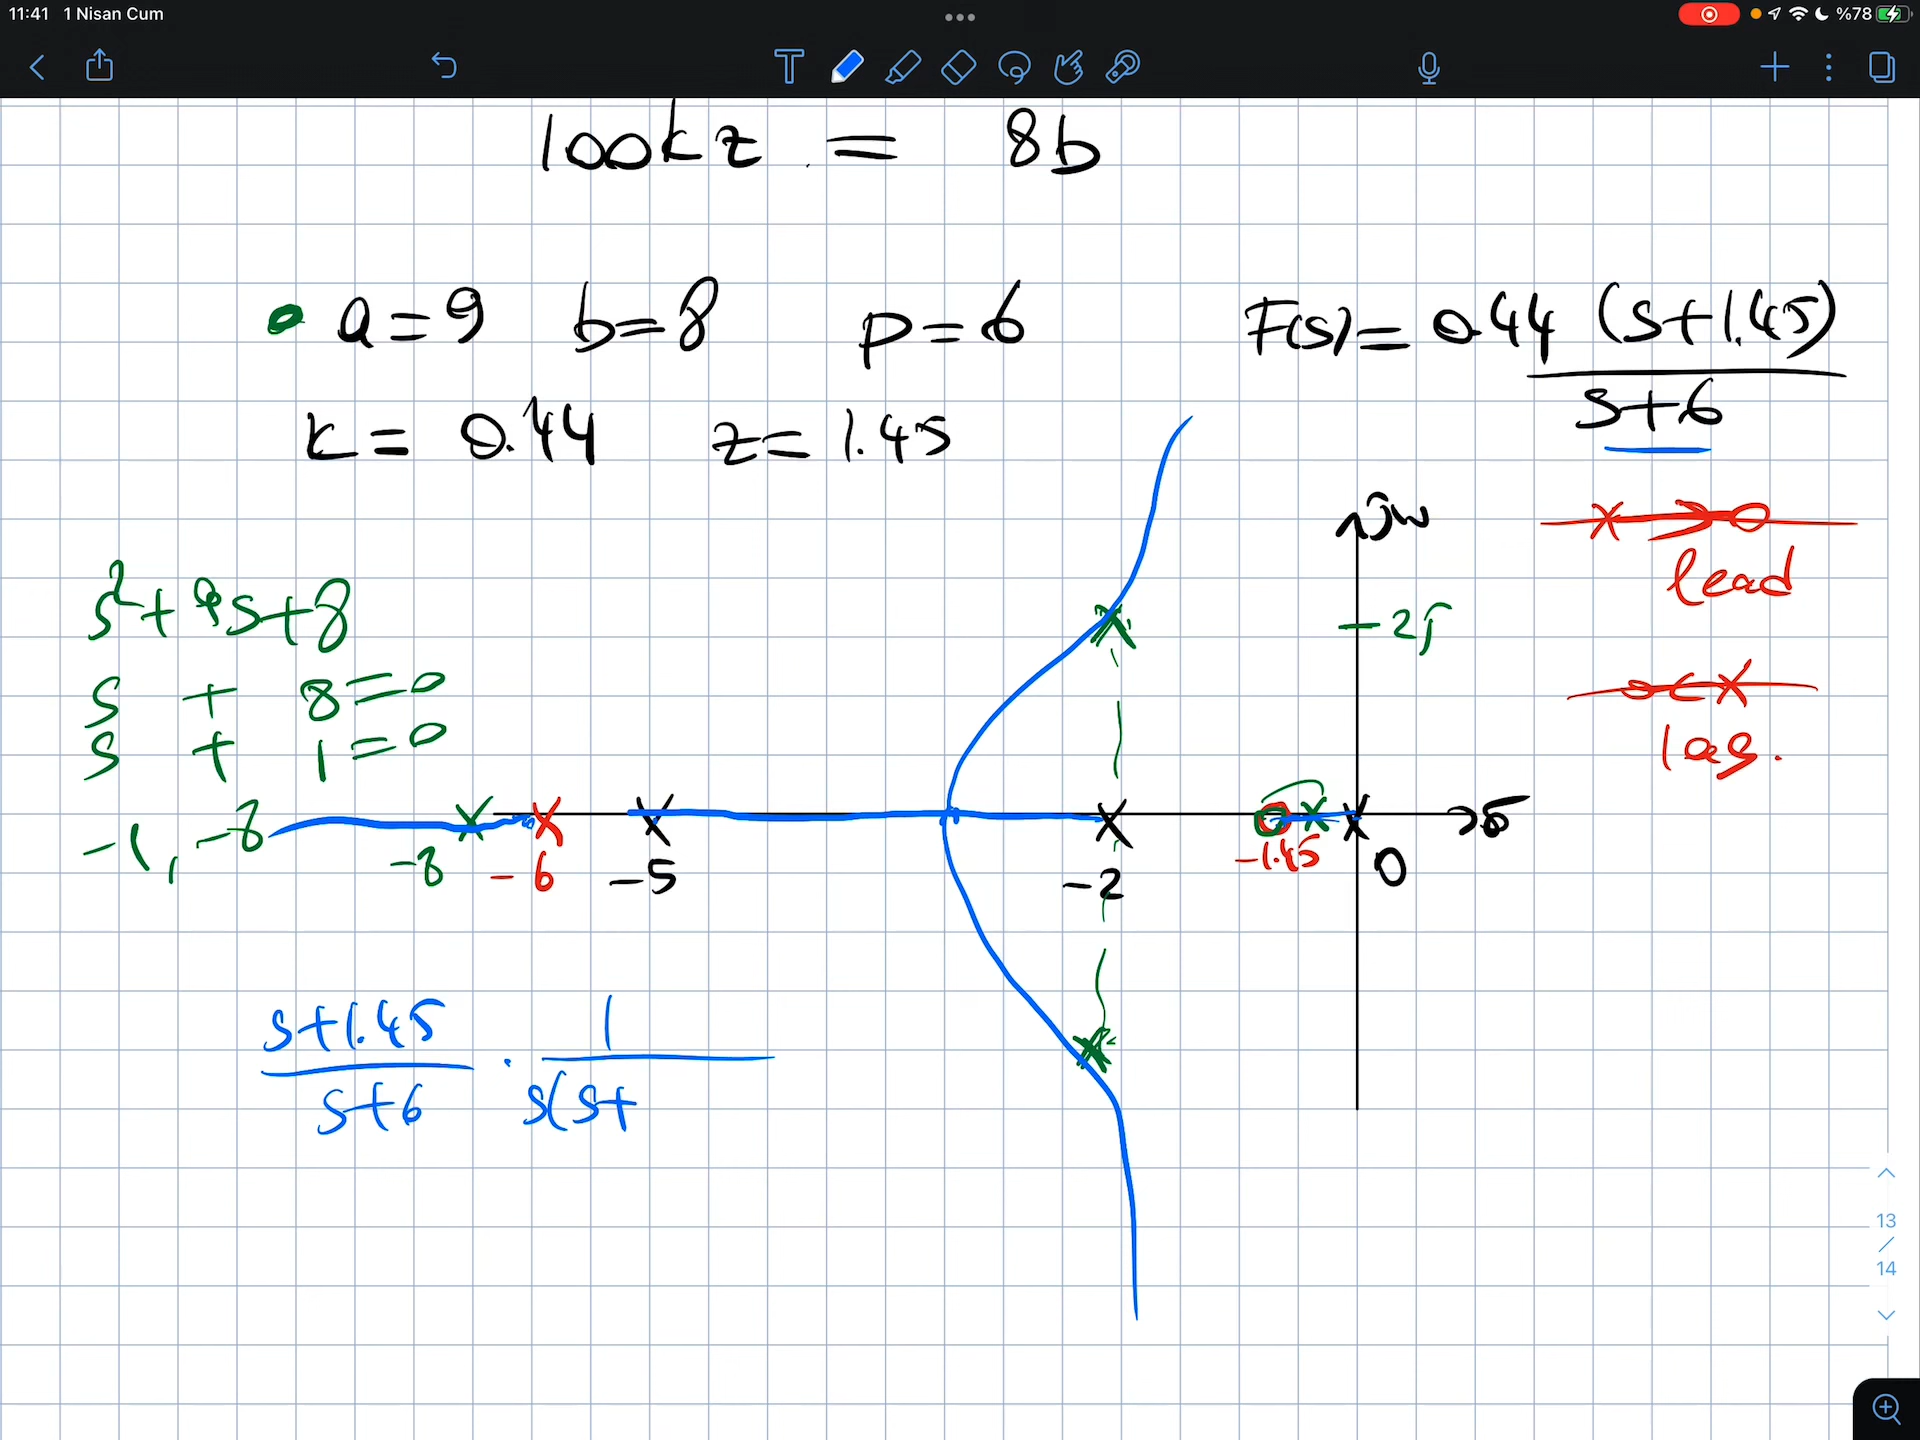 11:41 1 Nisan Cum %78
100kz = 8b
a=9 b=8 p=6 F(s)= 0.44 (s+1.45)
s+6
k= 0.44 z= 1.45
jw
lead
s²+9s+8
-2j
s + 8=0
s + 1=0
lag.
-1, -8
-8 -6 -5 -2 -1.45 0 σ
s+1.45 . 1
s+6 s(s+
13
/
14